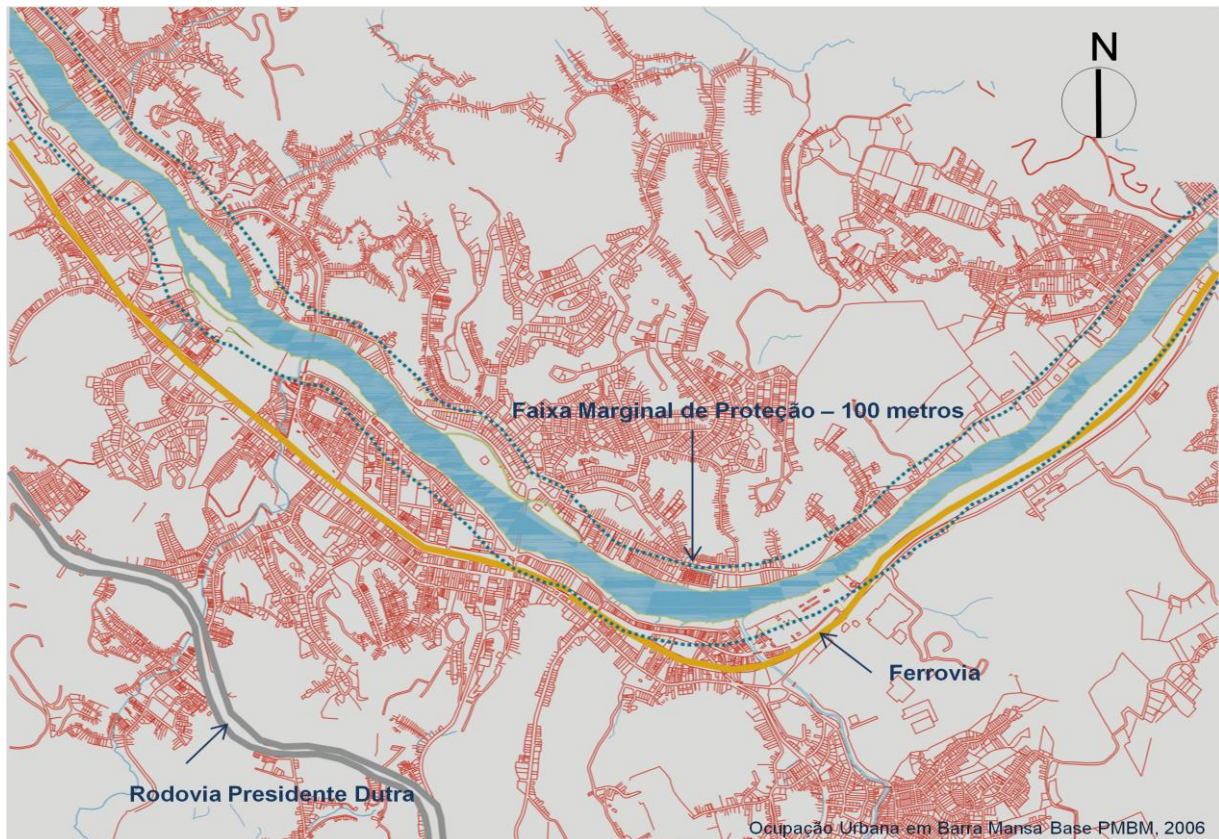 N
Faixa Marginal de Proteção – 100 metros
Ferrovia
Rodovia Presidente Dutra
Ocupação Urbana em Barra Mansa Base PMBM, 2006